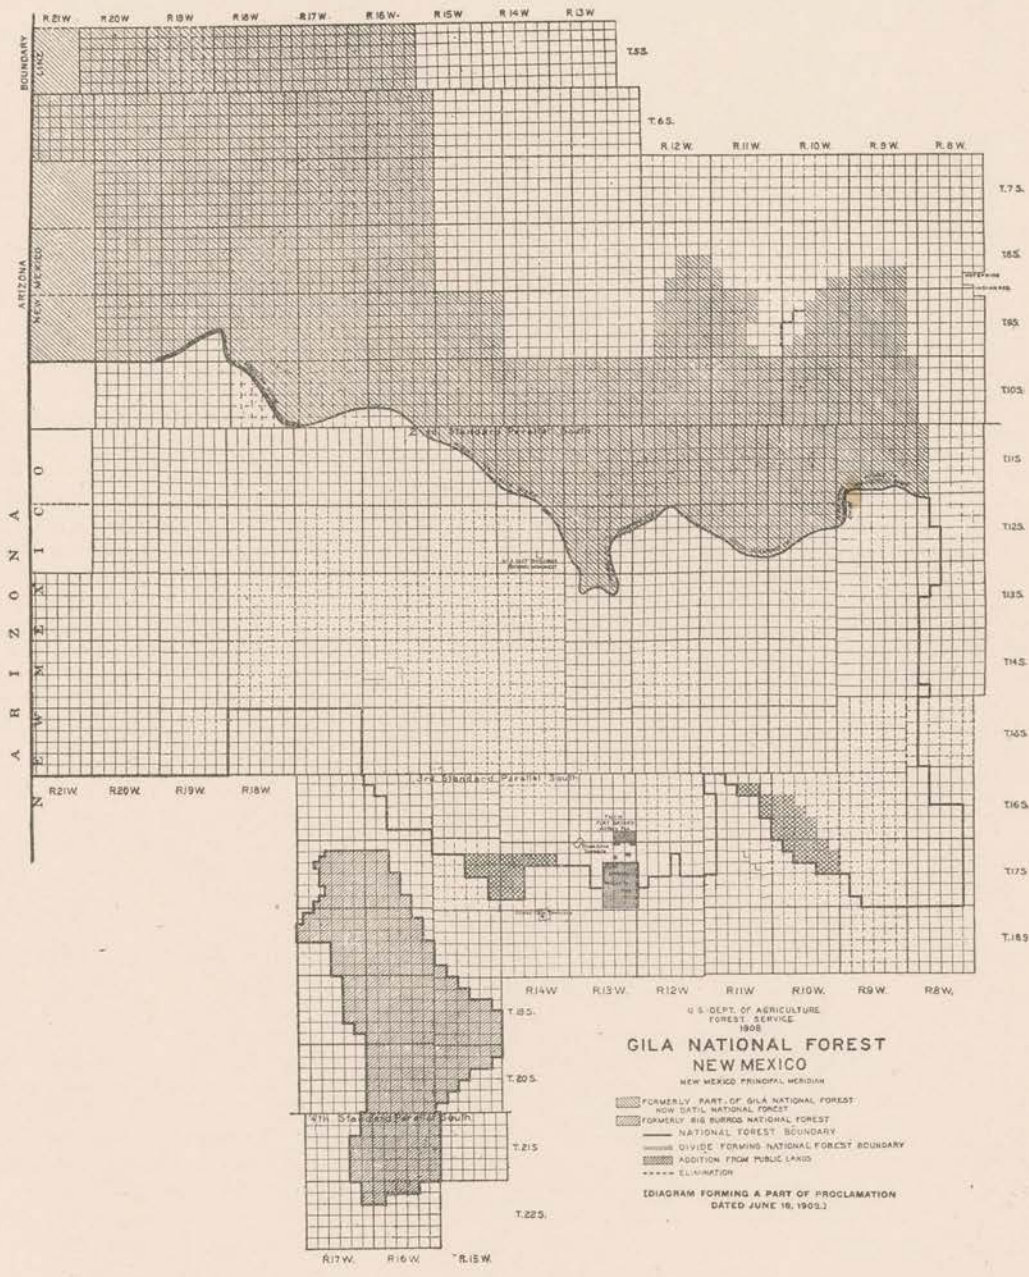 R.21W R.20W R.19W R.18W R.17W R.16W. R.15W R.14W R.13W
BOUNDARY
LINE
T.5S.
T.6S.
R.12W. R.11W. R.10W. R.9W. R.8W.
T.7S.
T.8S.
ARIZONA
NEW MEXICO
T.9S.
T.10S.
2nd. Standard Parallel South
T.11S
T.12S.
T.13S.
T.14S.
T.15S.
ARIZONA
NEW MEXICO
3rd Standard Parallel South
R21W. R20W. R.19W. R.18W.
T.16S.
T.17S.
T.18S.
R.14W R.13W. R.12W R.11W R.10W. R.9W. R.8W.
T.19S.
T.20S.
4th Standard Parallel South
T.21S
T.22S.
R.17W. R.16W. R.15W.
U.S. DEPT. OF AGRICULTURE
FOREST SERVICE
1908
GILA NATIONAL FOREST
NEW MEXICO
NEW MEXICO PRINCIPAL MERIDIAN
FORMERLY PART OF GILA NATIONAL FOREST
NOW DATIL NATIONAL FOREST
FORMERLY BIG BURROS NATIONAL FOREST
NATIONAL FOREST BOUNDARY
DIVIDE FORMING NATIONAL FOREST BOUNDARY
ADDITION FROM PUBLIC LANDS
ELIMINATION
[DIAGRAM FORMING A PART OF PROCLAMATION
DATED JUNE 18, 1908.]